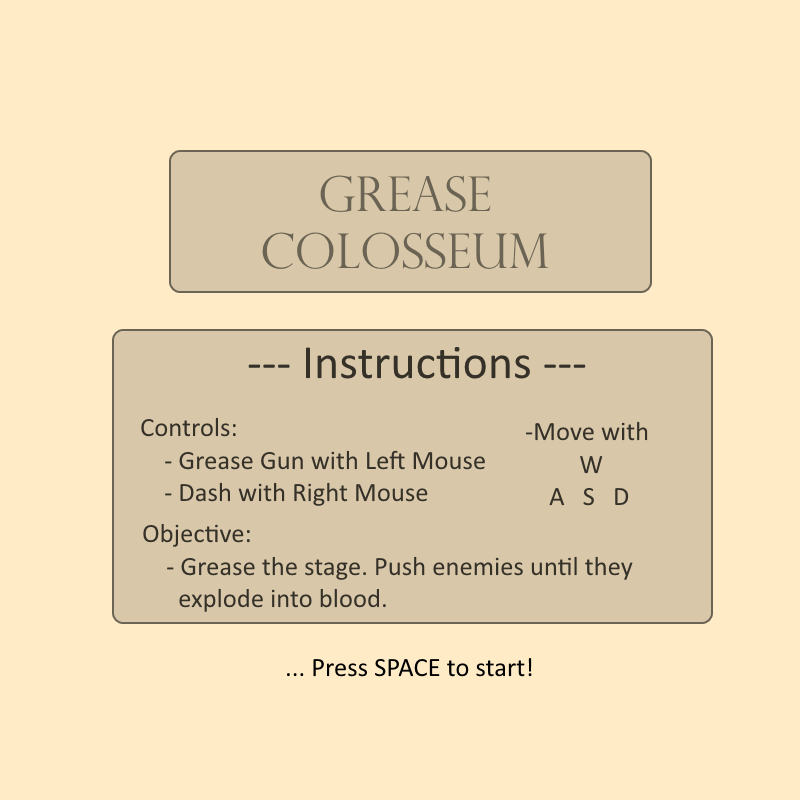 GREASE
COLOSSEUM
--- Instructions ---
Controls:
- Grease Gun with Left Mouse
- Dash with Right Mouse
-Move with
W
A S D
Objective:
- Grease the stage. Push enemies until they
explode into blood.
... Press SPACE to start!